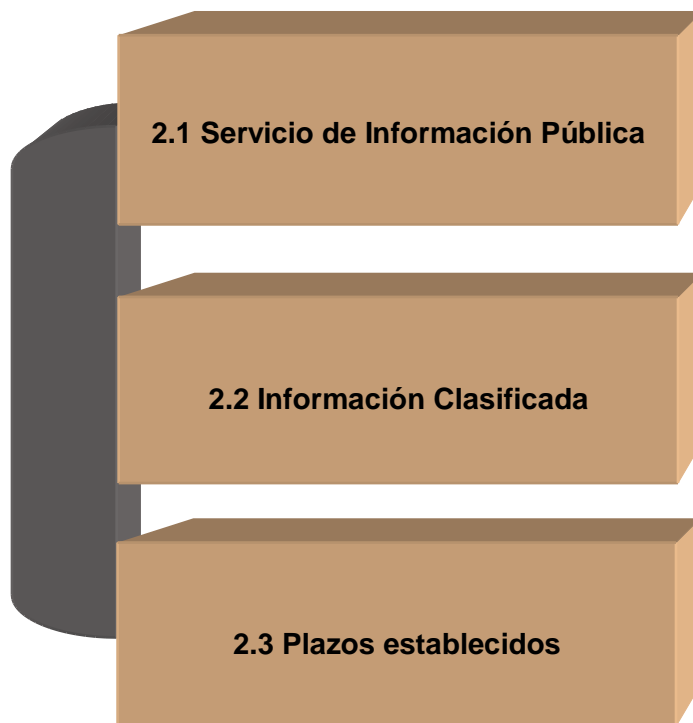 2.1 Servicio de Información Pública
2.2 Información Clasificada
2.3 Plazos establecidos